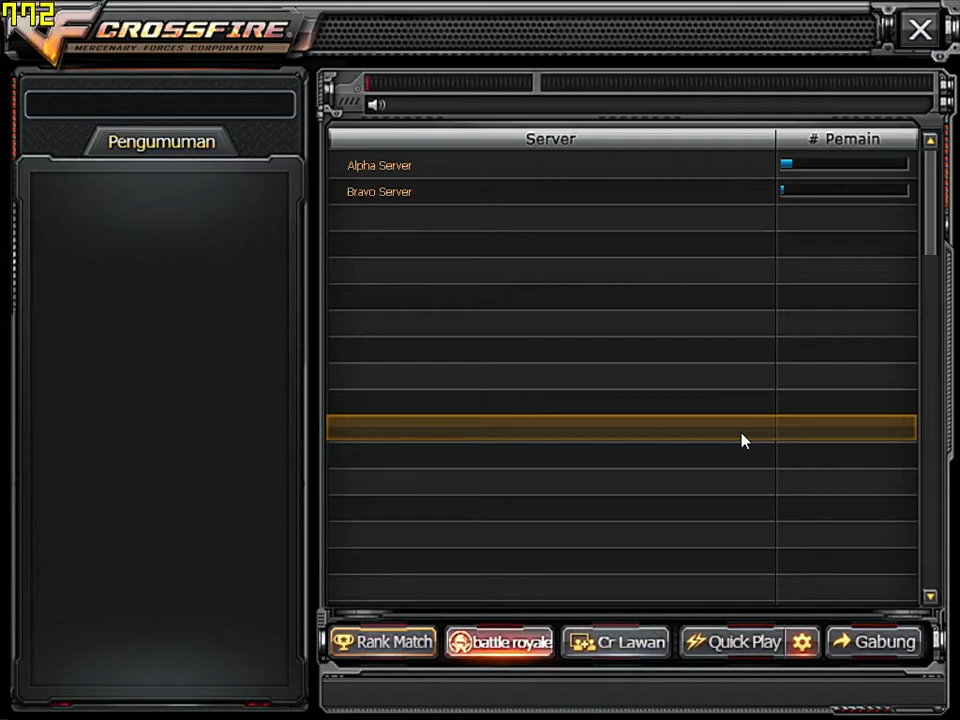 772
CF CROSSFIRE
MERCENARY FORCES CORPORATION
Pengumuman
Server # Pemain
Alpha Server
Bravo Server
Rank Match battle royale Cr Lawan Quick Play Gabung